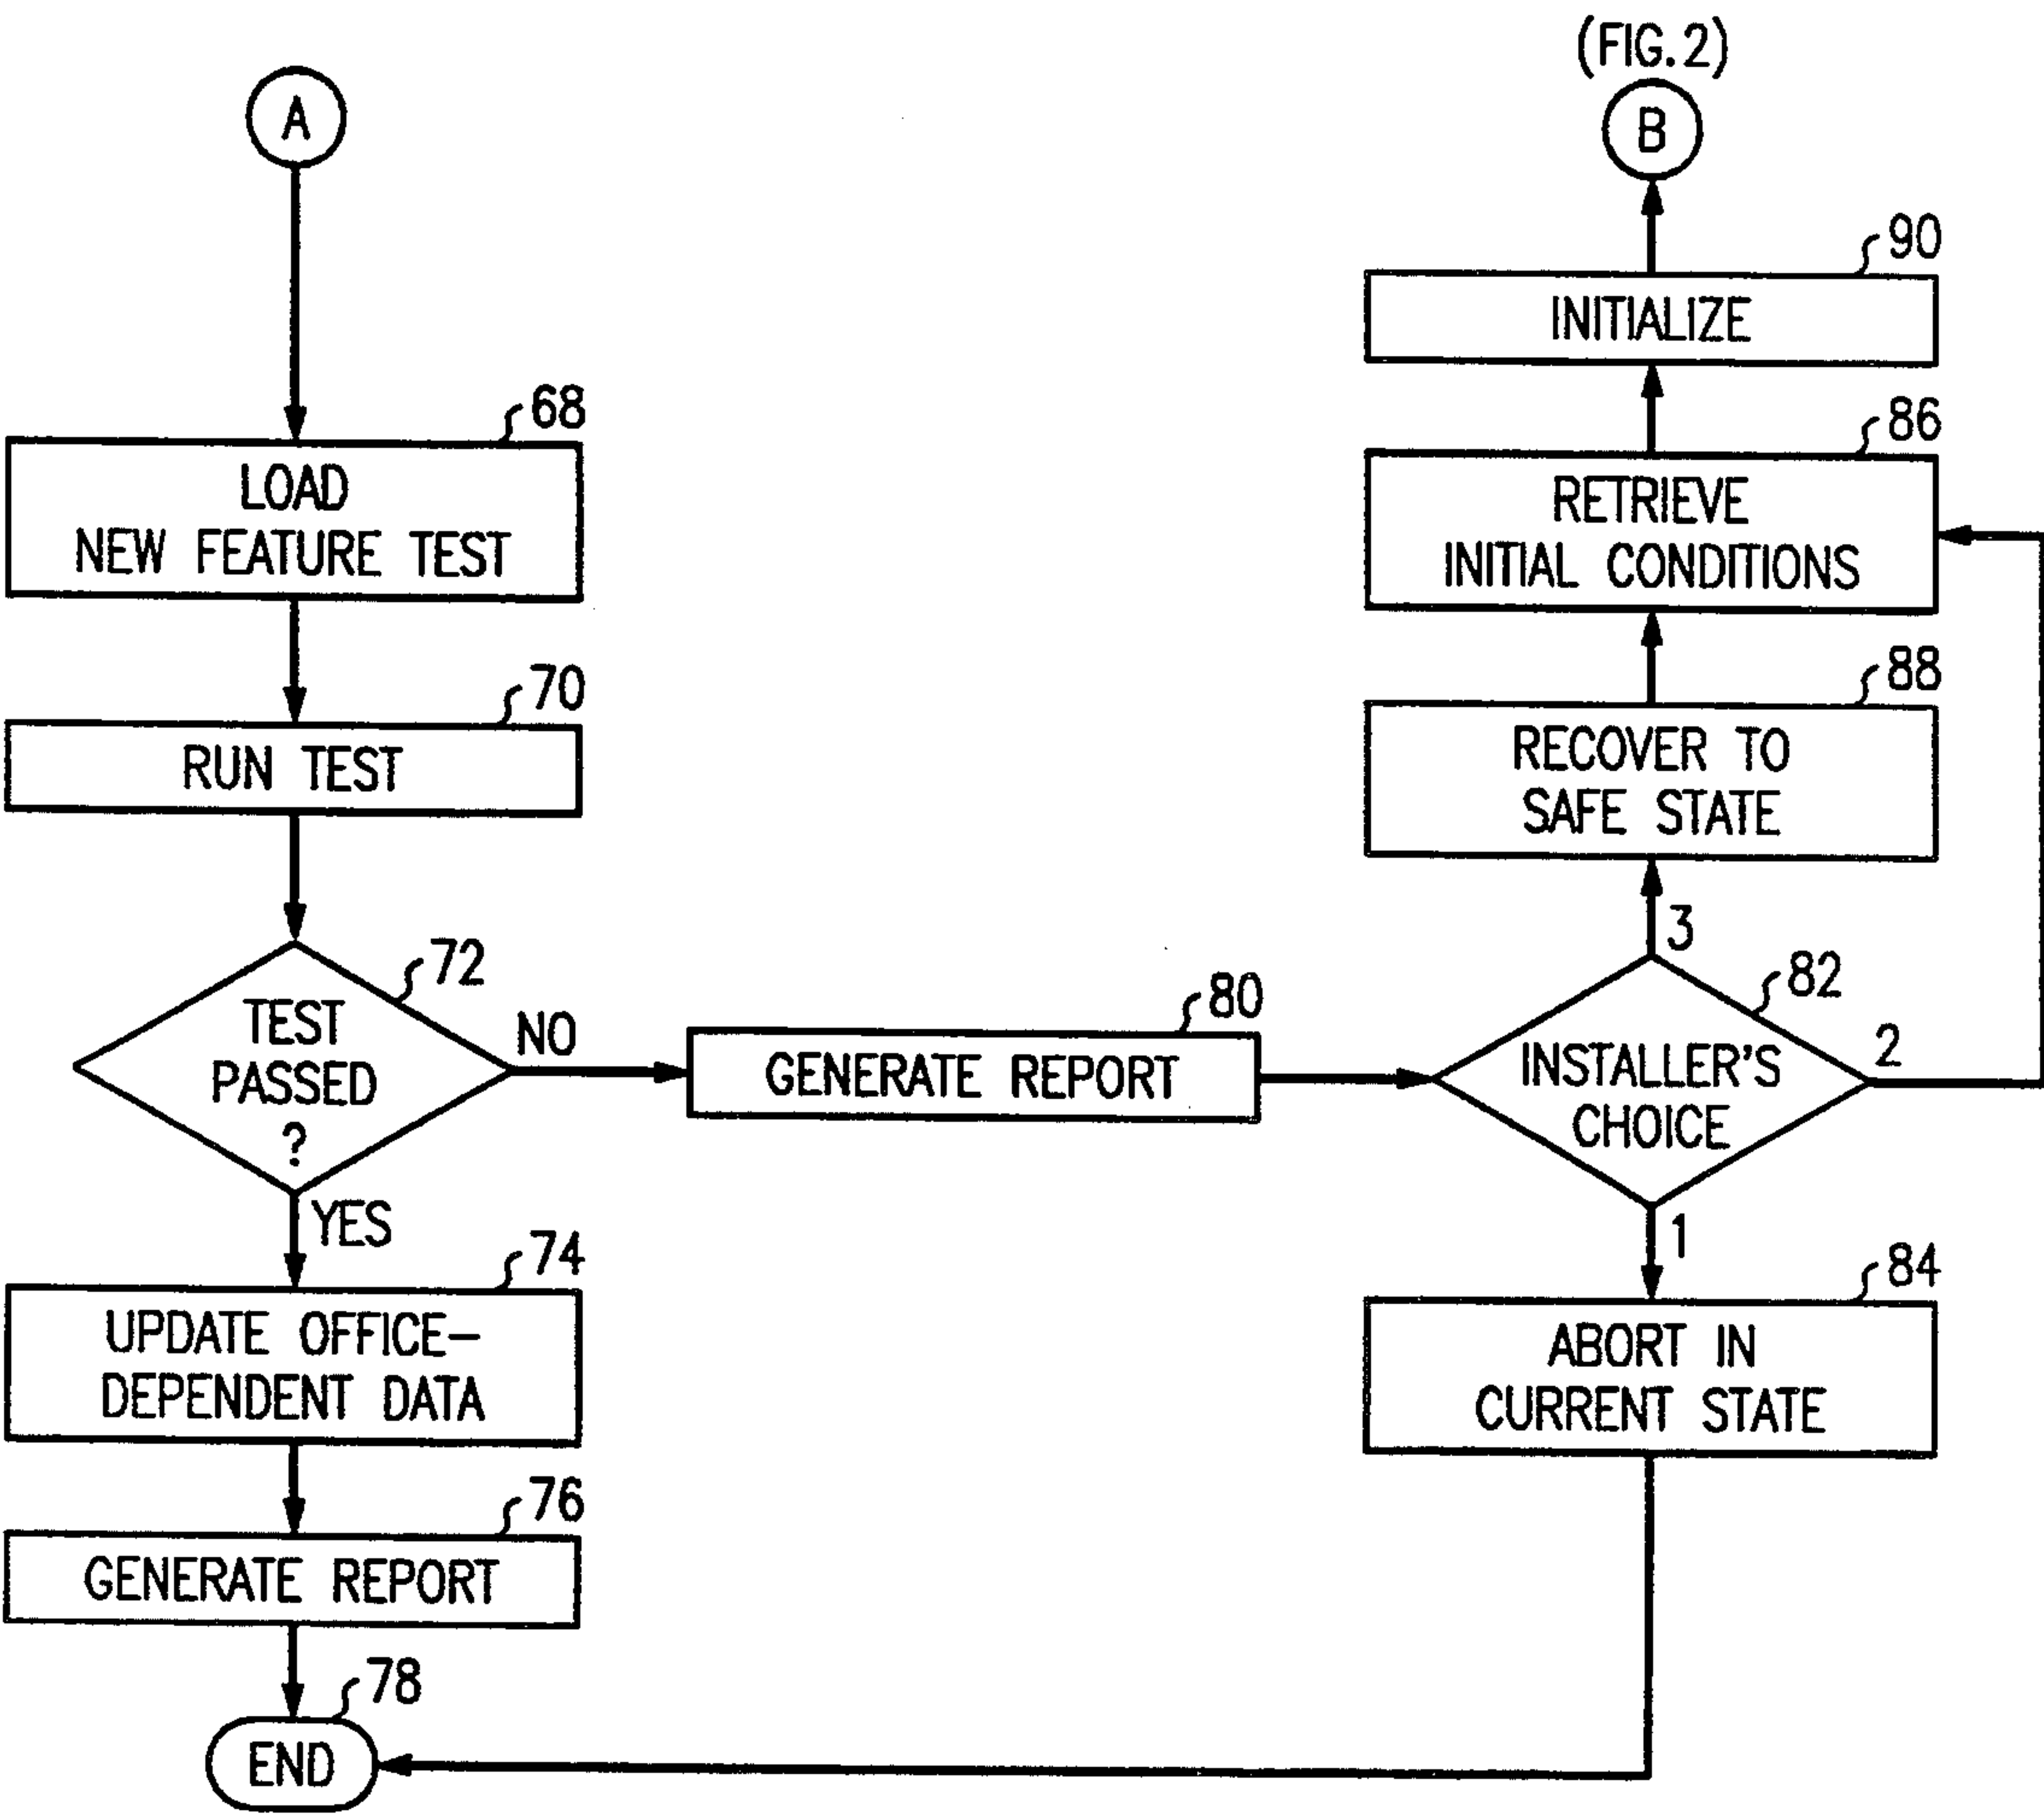 A
68
LOAD
NEW FEATURE TEST
70
RUN TEST
72
TEST
PASSED
?
NO
YES
74
UPDATE OFFICE-
DEPENDENT DATA
76
GENERATE REPORT
78
END
80
GENERATE REPORT
(FIG.2)
B
90
INITIALIZE
86
RETRIEVE
INITIAL CONDITIONS
88
RECOVER TO
SAFE STATE
3
82
INSTALLER'S
CHOICE
2
1
84
ABORT IN
CURRENT STATE